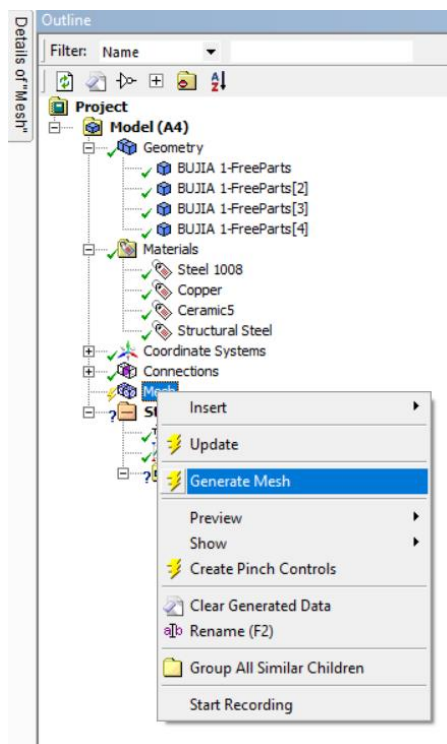 Outline
Details of "Mesh"
Filter: Name
Project
Model (A4)
Geometry
BUJIA 1-FreeParts
BUJIA 1-FreeParts[2]
BUJIA 1-FreeParts[3]
BUJIA 1-FreeParts[4]
Materials
Steel 1008
Copper
Ceramic5
Structural Steel
Coordinate Systems
Connections
Mesh
Insert
Update
Generate Mesh
Preview
Show
Create Pinch Controls
Clear Generated Data
Rename (F2)
Group All Similar Children
Start Recording